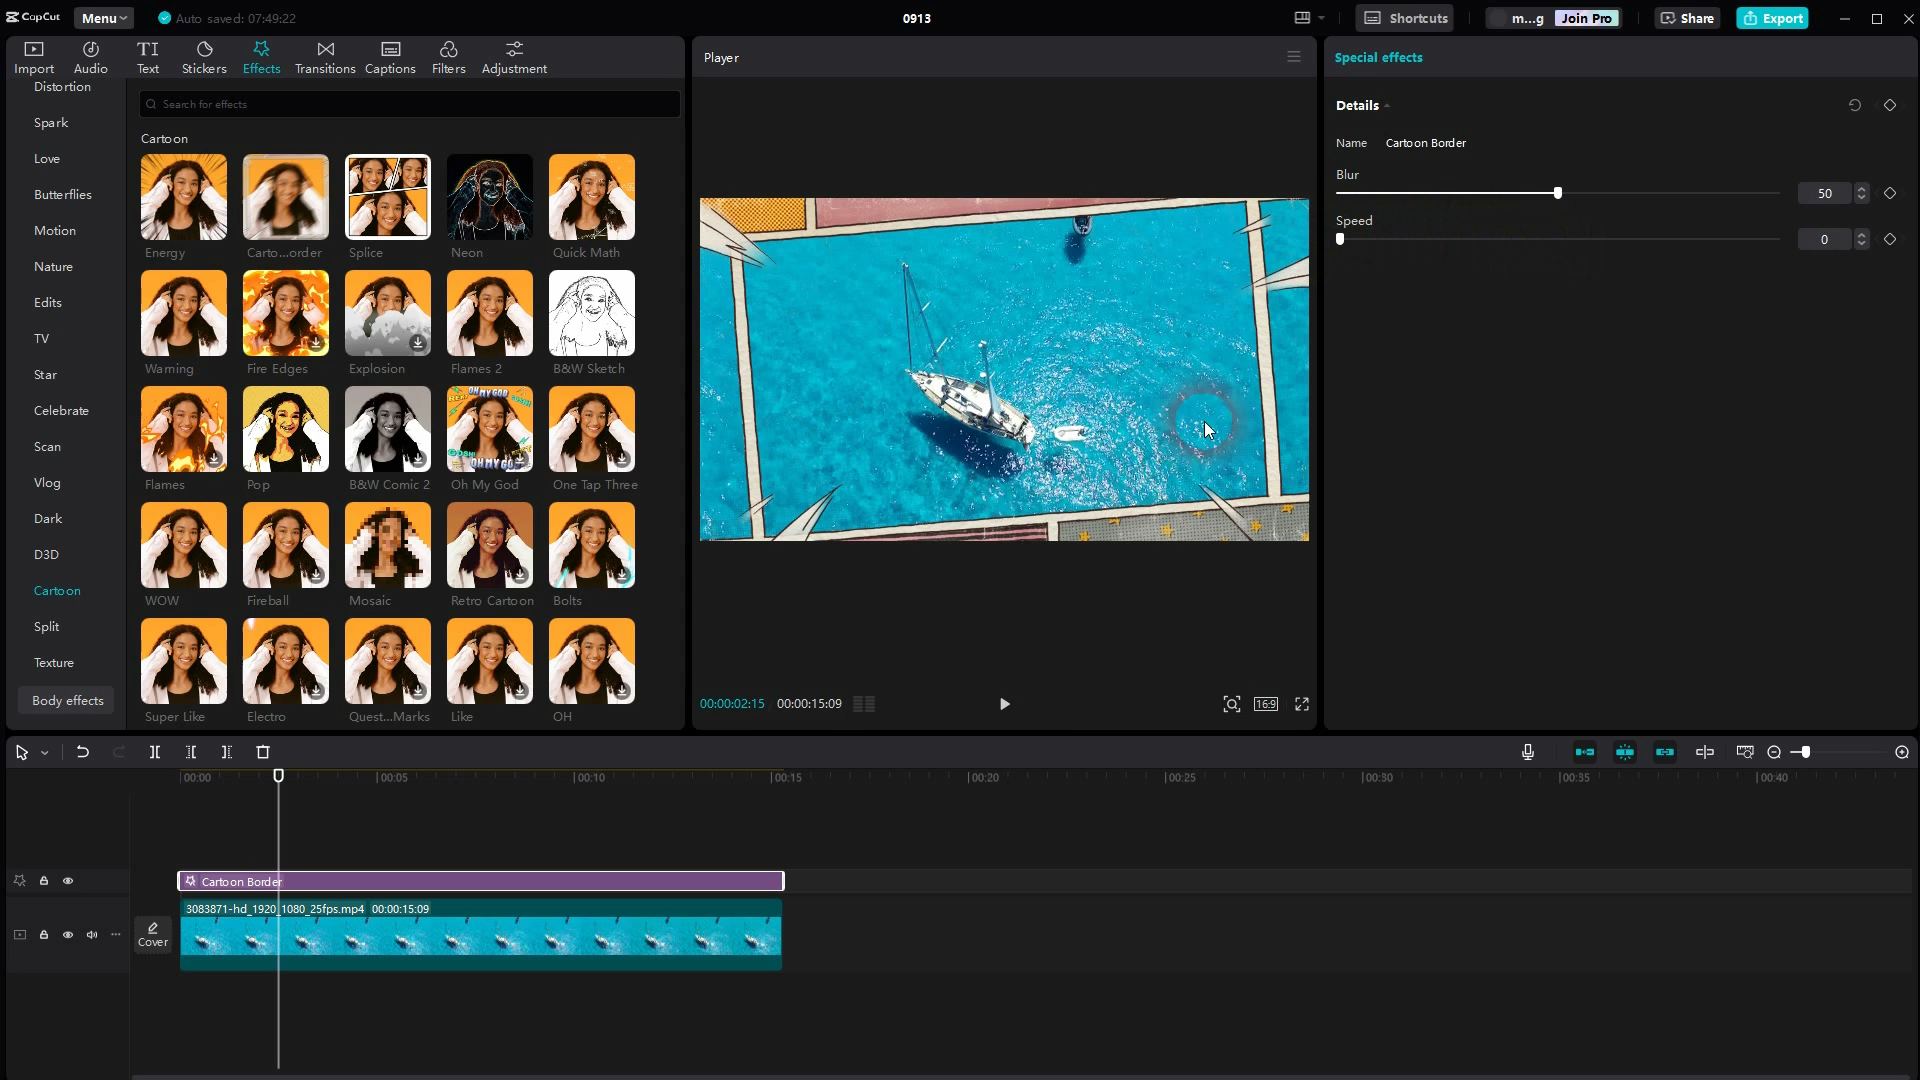 CapCut
Menu
Auto saved: 07:49:22
0913
Shortcuts
m...g
Join Pro
Share
Export
Import
Audio
Text
Stickers
Effects
Transitions
Captions
Filters
Adjustment
Distortion
Spark
Love
Butterflies
Motion
Nature
Edits
TV
Star
Celebrate
Scan
Vlog
Dark
D3D
Cartoon
Split
Texture
Body effects
Search for effects
Cartoon
Energy
Carto...order
Splice
Neon
Quick Math
Warning
Fire Edges
Explosion
Flames 2
B&W Sketch
Flames
Pop
B&W Comic 2
Oh My God
One Tap Three
WOW
Fireball
Mosaic
Retro Cartoon
Bolts
Super Like
Electro
Quest...Marks
Like
OH
Player
00:00:02:15
00:00:15:09
16:9
Special effects
Details
Name Cartoon Border
Blur
50
Speed
0
00:00
00:05
00:10
00:15
00:20
00:25
00:30
00:35
00:40
Cartoon Border
3083871-hd_1920_1080_25fps.mp4 00:00:15:09
Cover